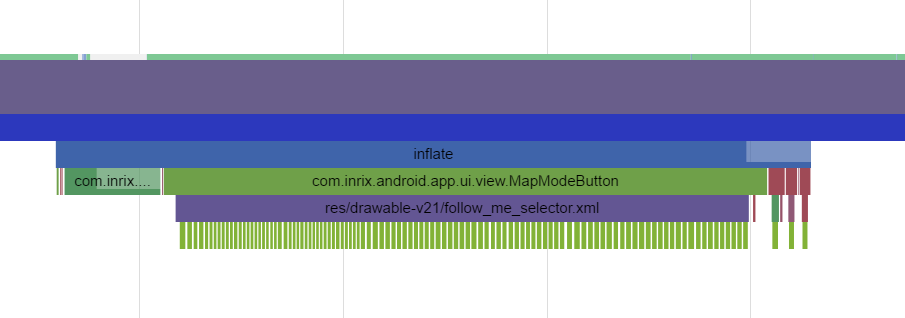 inflate
com.inrix....
com.inrix.android.app.ui.view.MapModeButton
res/drawable-v21/follow_me_selector.xml